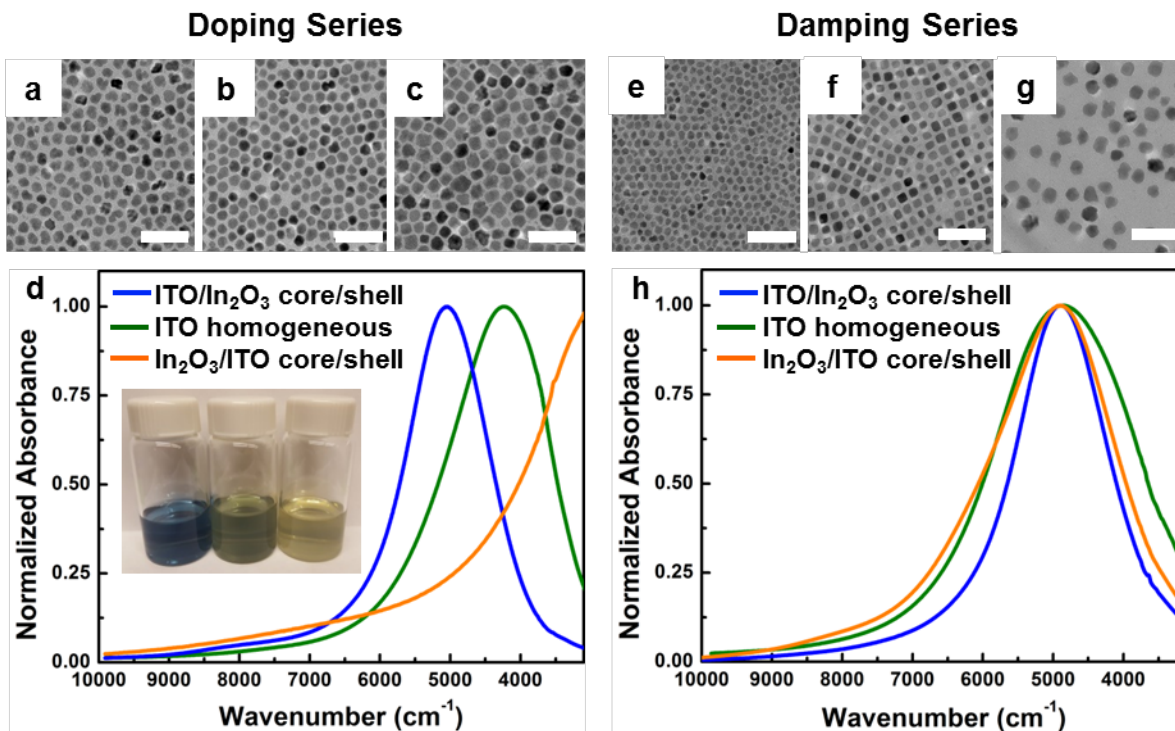 Doping Series
Damping Series
a
b
c
e
f
g
d
ITO/In₂O₃ core/shell
ITO homogeneous
In₂O₃/ITO core/shell
1.00
0.75
0.50
0.25
0.00
Normalized Absorbance
10000 9000 8000 7000 6000 5000 4000
Wavenumber (cm⁻¹)
h
ITO/In₂O₃ core/shell
ITO homogeneous
In₂O₃/ITO core/shell
1.00
0.75
0.50
0.25
0.00
Normalized Absorbance
10000 9000 8000 7000 6000 5000 4000
Wavenumber (cm⁻¹)